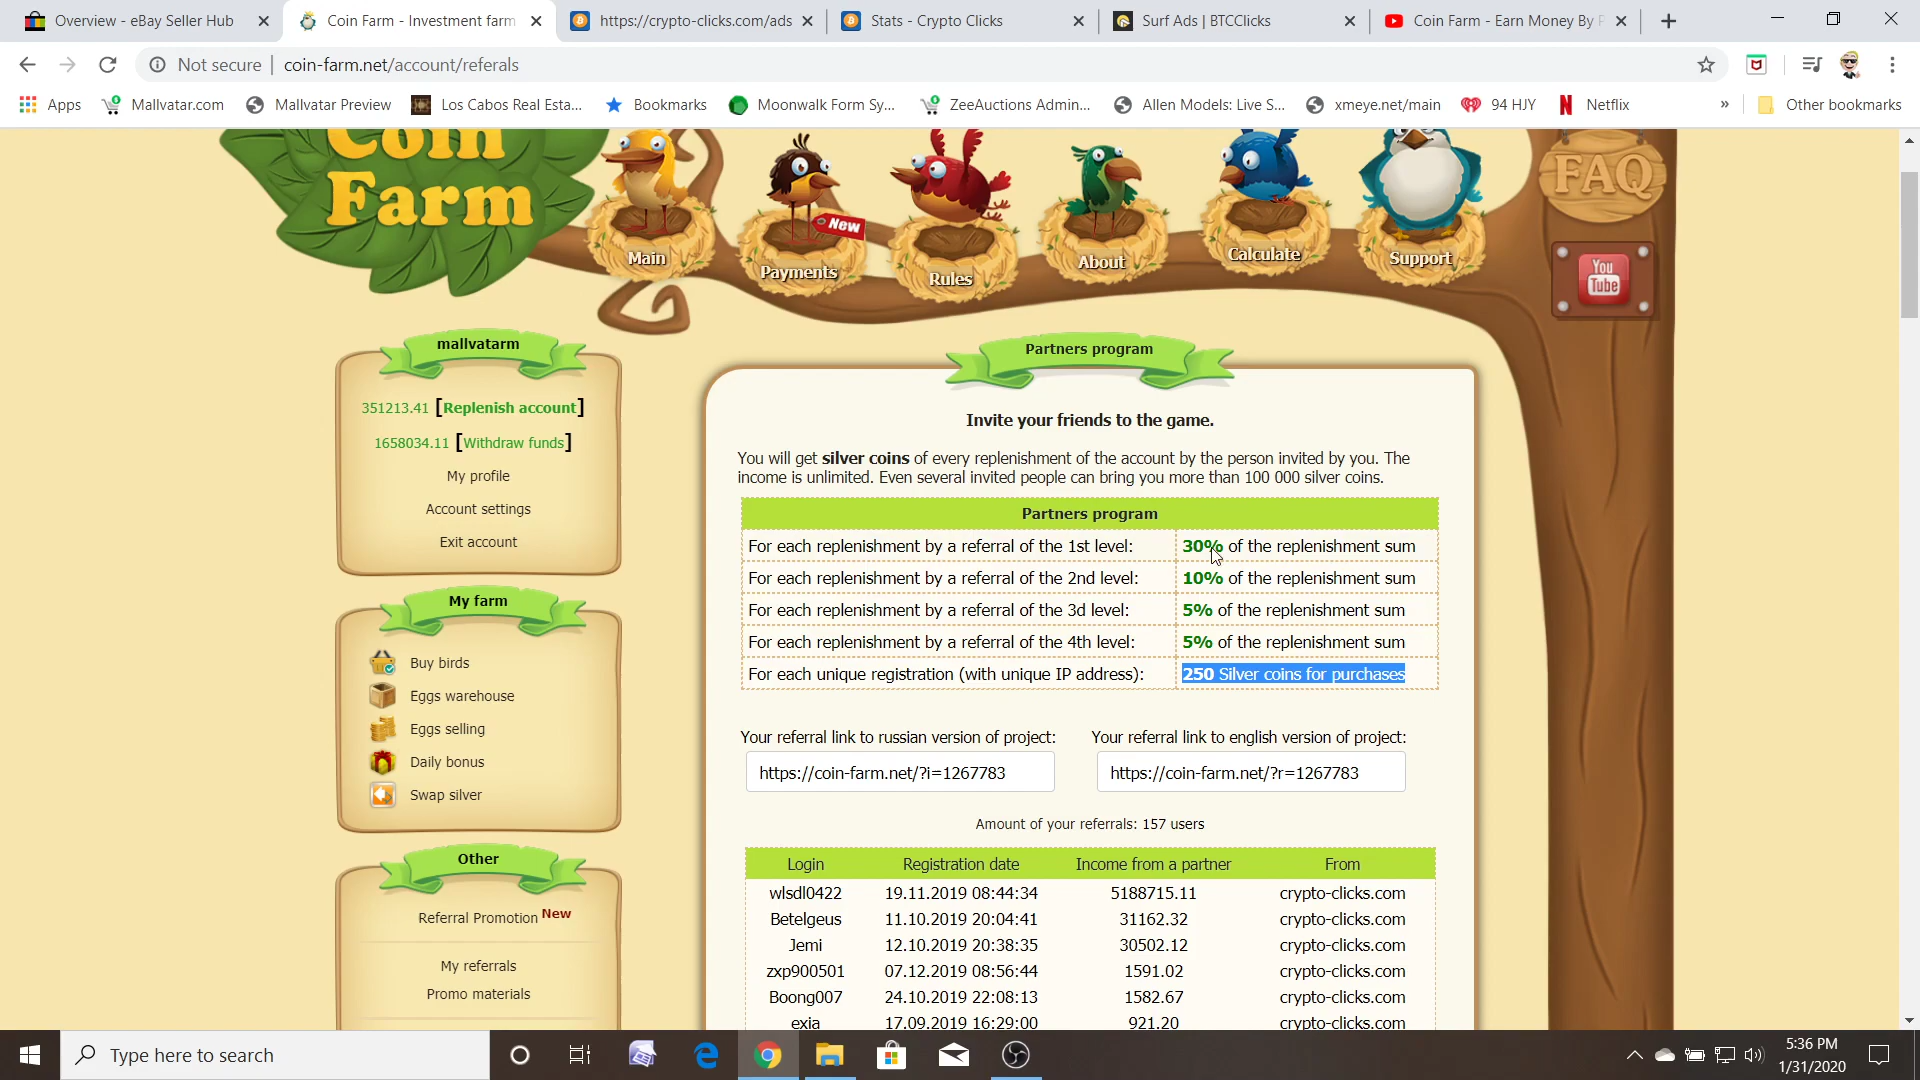 Overview - eBay Seller Hub
Coin Farm - Investment farm
https://crypto-clicks.com/ads
Stats - Crypto Clicks
Surf Ads | BTCClicks
Coin Farm - Earn Money By
Not secure | coin-farm.net/account/referals
Apps
Mallvatar.com
Mallvatar Preview
Los Cabos Real Esta...
Bookmarks
Moonwalk Form Sy...
ZeeAuctions Admin...
Allen Models: Live S...
xmeye.net/main
94 HJY
Netflix
»
Other bookmarks
Coin
Farm
Main
New
Payments
Rules
About
Calculate
Support
FAQ
You
Tube
mallvatarm
351213.41 [Replenish account]
1658034.11 [Withdraw funds]
My profile
Account settings
Exit account
My farm
Buy birds
Eggs warehouse
Eggs selling
Daily bonus
Swap silver
Other
Referral Promotion New
My referrals
Promo materials
Partners program
Invite your friends to the game.
You will get silver coins of every replenishment of the account by the person invited by you. The
income is unlimited. Even several invited people can bring you more than 100 000 silver coins.
Partners program
For each replenishment by a referral of the 1st level: 30% of the replenishment sum
For each replenishment by a referral of the 2nd level: 10% of the replenishment sum
For each replenishment by a referral of the 3d level: 5% of the replenishment sum
For each replenishment by a referral of the 4th level: 5% of the replenishment sum
For each unique registration (with unique IP address): 250 Silver coins for purchases
Your referral link to russian version of project:
https://coin-farm.net/?i=1267783
Your referral link to english version of project:
https://coin-farm.net/?r=1267783
Amount of your referrals: 157 users
Login Registration date Income from a partner From
wlsdl0422 19.11.2019 08:44:34 5188715.11 crypto-clicks.com
Betelgeus 11.10.2019 20:04:41 31162.32 crypto-clicks.com
Jemi 12.10.2019 20:38:35 30502.12 crypto-clicks.com
zxp900501 07.12.2019 08:56:44 1591.02 crypto-clicks.com
Boong007 24.10.2019 22:08:13 1582.67 crypto-clicks.com
exia 17.09.2019 16:29:00 921.20 crypto-clicks.com
Type here to search
5:36 PM
1/31/2020